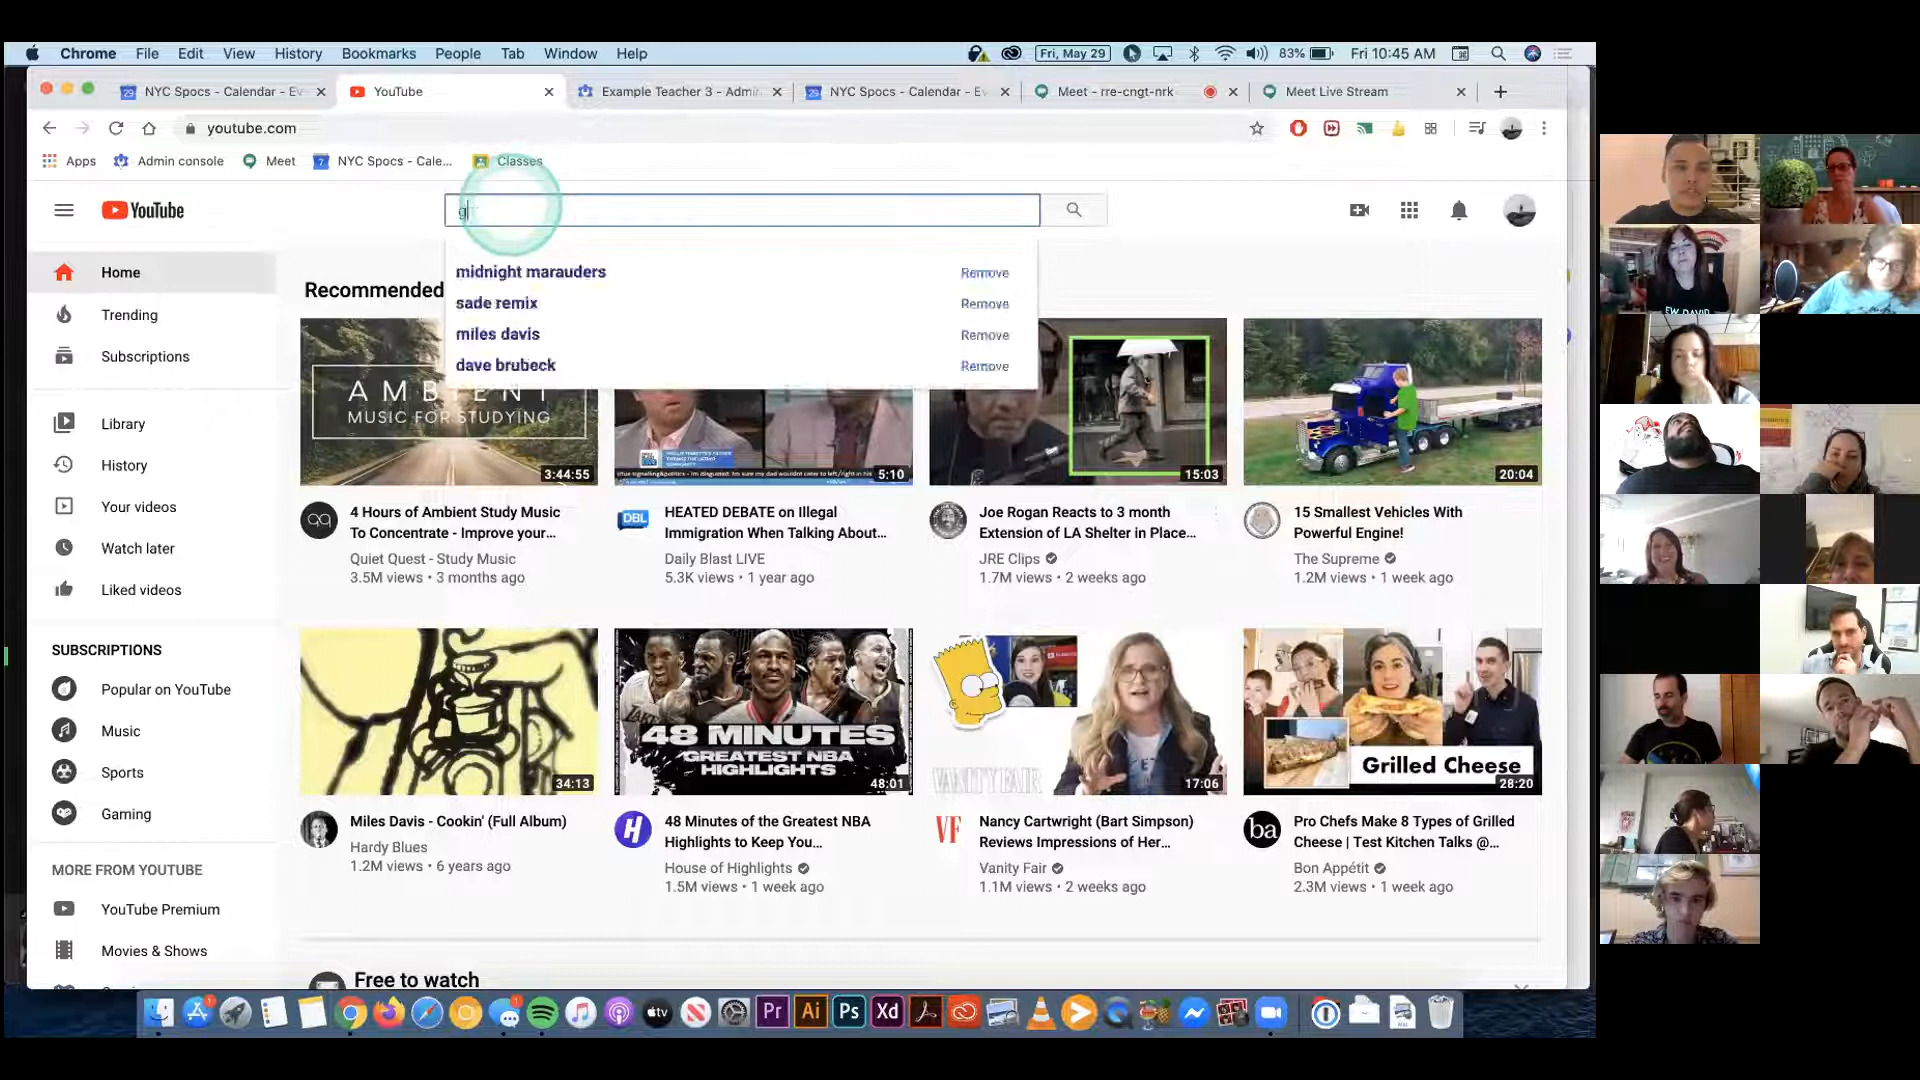 Chrome File Edit View History Bookmarks People Tab Window Help Fri, May 29 83% Fri 10:45 AM
NYC Spocs - Calendar - Ev YouTube Example Teacher 3 - Admi NYC Spocs - Calendar - Ev Meet - rre-cngt-nrk Meet Live Stream
youtube.com
Apps Admin console Meet NYC Spocs - Cale... Classes
YouTube
g
midnight marauders Remove
sade remix Remove
miles davis Remove
dave brubeck Remove
Home
Trending
Subscriptions
Library
History
Your videos
Watch later
Liked videos
SUBSCRIPTIONS
Popular on YouTube
Music
Sports
Gaming
MORE FROM YOUTUBE
YouTube Premium
Movies & Shows
Recommended
AMBIENT
MUSIC FOR STUDYING
3:44:55
4 Hours of Ambient Study Music
To Concentrate - Improve your...
Quiet Quest - Study Music
3.5M views • 3 months ago
5:10
DBL
HEATED DEBATE on Illegal
Immigration When Talking About...
Daily Blast LIVE
5.3K views • 1 year ago
15:03
Joe Rogan Reacts to 3 month
Extension of LA Shelter in Place...
JRE Clips
1.7M views • 2 weeks ago
20:04
15 Smallest Vehicles With
Powerful Engine!
The Supreme
1.2M views • 1 week ago
34:13
Miles Davis - Cookin' (Full Album)
Hardy Blues
1.2M views • 6 years ago
48 MINUTES
GREATEST NBA
HIGHLIGHTS
48:01
H
48 Minutes of the Greatest NBA
Highlights to Keep You...
House of Highlights
1.5M views • 1 week ago
VANITY FAIR
17:06
VF
Nancy Cartwright (Bart Simpson)
Reviews Impressions of Her...
Vanity Fair
1.1M views • 2 weeks ago
Grilled Cheese
28:20
ba
Pro Chefs Make 8 Types of Grilled
Cheese | Test Kitchen Talks @...
Bon Appétit
2.3M views • 1 week ago
Free to watch
tv Pr Ai Ps Xd